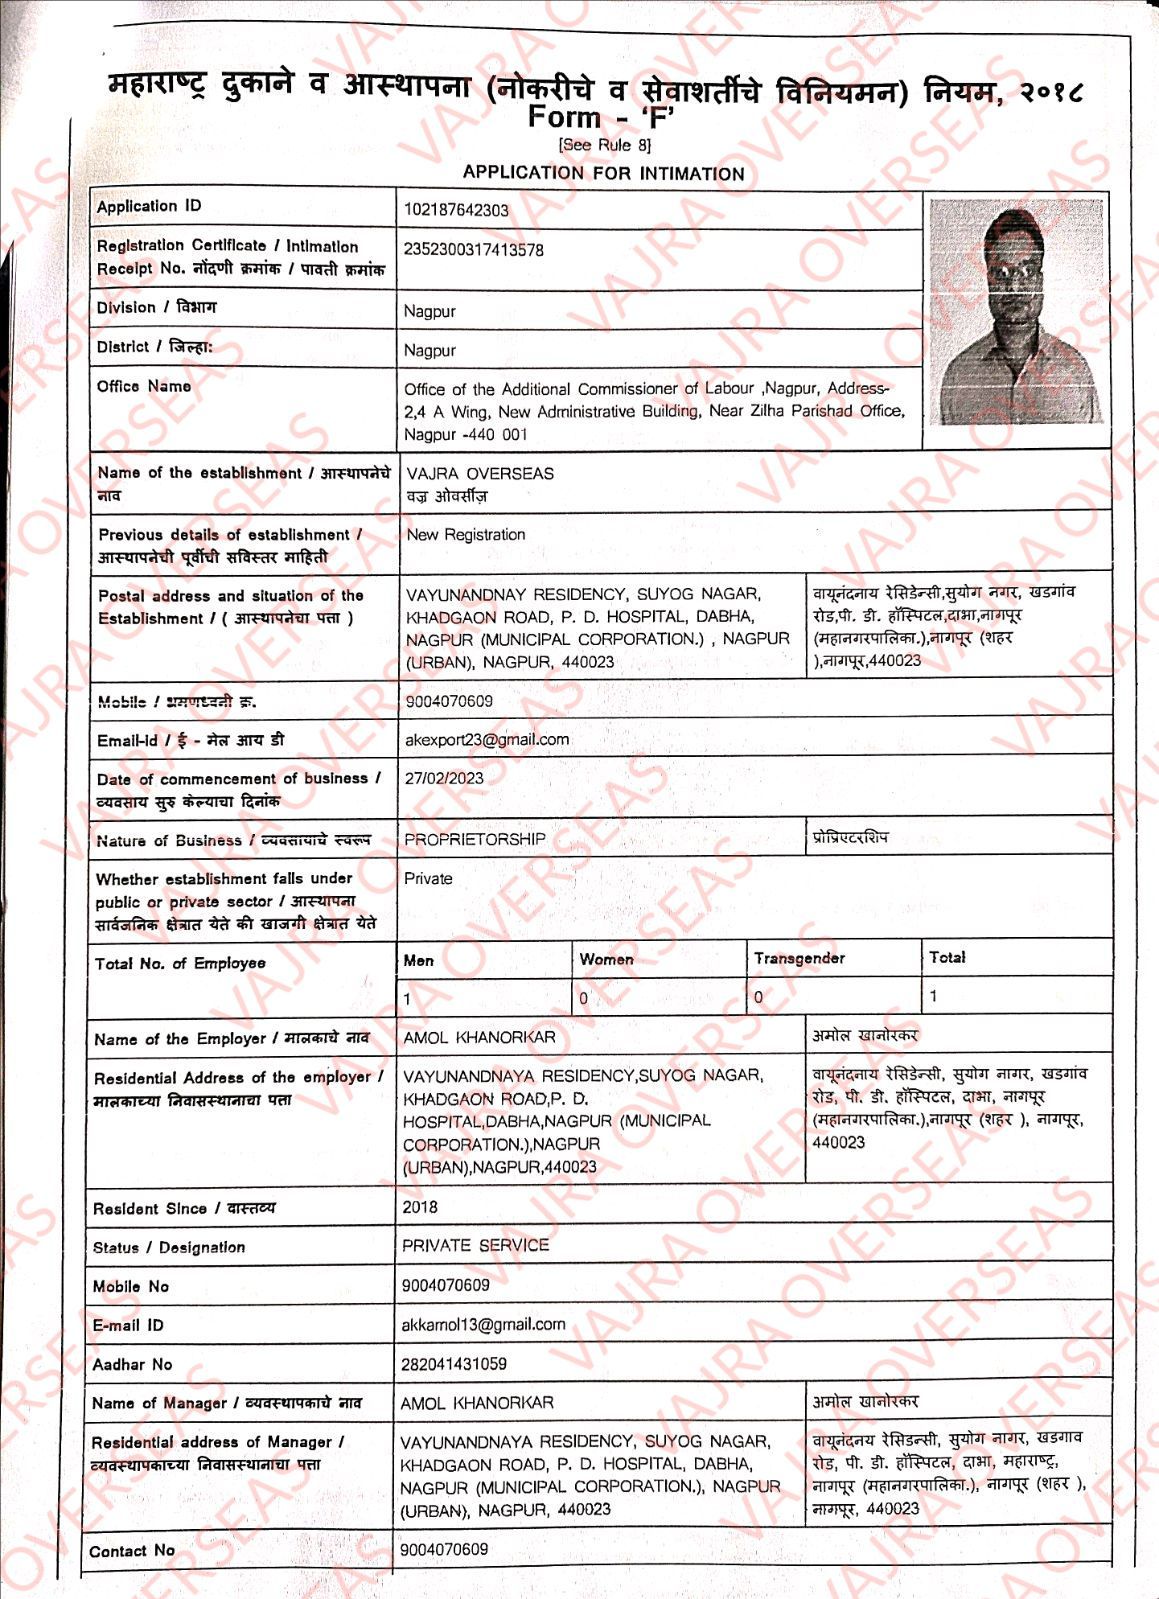 महाराष्ट्र दुकाने व आस्थापना (नोकरीचे व सेवाशर्तीचे विनियमन) नियम, २०१८
Form - 'F'
[See Rule 8]
APPLICATION FOR INTIMATION
Application ID
102187642303
Registration Certificate / Intimation
Receipt No. नोंदणी क्रमांक / पावती क्रमांक
2352300317413578
Division / विभाग
Nagpur
District / जिल्हा:
Nagpur
Office Name
Office of the Additional Commissioner of Labour ,Nagpur, Address-
2,4 A Wing, New Administrative Building, Near Zilha Parishad Office,
Nagpur -440 001
Name of the establishment / आस्थापनेचे
नाव
VAJRA OVERSEAS
वज्र ओवर्सीज़
Previous details of establishment /
आस्थापनेची पूर्वीची सविस्तर माहिती
New Registration
Postal address and situation of the
Establishment / ( आस्थापनेचा पत्ता )
VAYUNANDNAY RESIDENCY, SUYOG NAGAR,
KHADGAON ROAD, P. D. HOSPITAL, DABHA,
NAGPUR (MUNICIPAL CORPORATION.) , NAGPUR
(URBAN), NAGPUR, 440023
वायूनंदनाय रेसिडेन्सी,सुयोग नगर, खडगांव
रोड,पी. डी. हॉस्पिटल,दाभा,नागपूर
(महानगरपालिका.),नागपूर (शहर
),नागपूर,440023
Mobile / भ्रमणध्वनी क्र.
9004070609
Email-Id / ई - मेल आय डी
akexport23@gmail.com
Date of commencement of business /
व्यवसाय सुरु केल्याचा दिनांक
27/02/2023
Nature of Business / व्यवसायाचे स्वरूप
PROPRIETORSHIP
प्रोप्रिएटरशिप
Whether establishment falls under
public or private sector / आस्थापना
सार्वजनिक क्षेत्रात येते की खाजगी क्षेत्रात येते
Private
Total No. of Employee
Men
Women
Transgender
Total
1
0
0
1
Name of the Employer / मालकाचे नाव
AMOL KHANORKAR
अमोल खानोरकर
Residential Address of the employer /
मालकाच्या निवासस्थानाचा पत्ता
VAYUNANDNAYA RESIDENCY,SUYOG NAGAR,
KHADGAON ROAD,P. D.
HOSPITAL,DABHA,NAGPUR (MUNICIPAL
CORPORATION.),NAGPUR
(URBAN),NAGPUR,440023
वायूनंदनाय रेसिडेन्सी, सुयोग नागर, खडगांव
रोड, पी. डी. हॉस्पिटल, दाभा, नागपूर
(महानगरपालिका.),नागपूर (शहर ), नागपूर,
440023
Resident Since / वास्तव्य
2018
Status / Designation
PRIVATE SERVICE
Mobile No
9004070609
E-mail ID
akkamol13@gmail.com
Aadhar No
282041431059
Name of Manager / व्यवस्थापकाचे नाव
AMOL KHANORKAR
अमोल खानोरकर
Residential address of Manager /
व्यवस्थापकाच्या निवासस्थानाचा पत्ता
VAYUNANDNAYA RESIDENCY, SUYOG NAGAR,
KHADGAON ROAD, P. D. HOSPITAL, DABHA,
NAGPUR (MUNICIPAL CORPORATION.), NAGPUR
(URBAN), NAGPUR, 440023
वायूनंदनाय रेसिडन्सी, सुयोग नागर, खडगाव
रोड, पी. डी. हॉस्पिटल, दाभा, महाराष्ट्र,
नागपूर (महानगरपालिका.), नागपूर (शहर ),
नागपूर, 440023
Contact No
9004070609